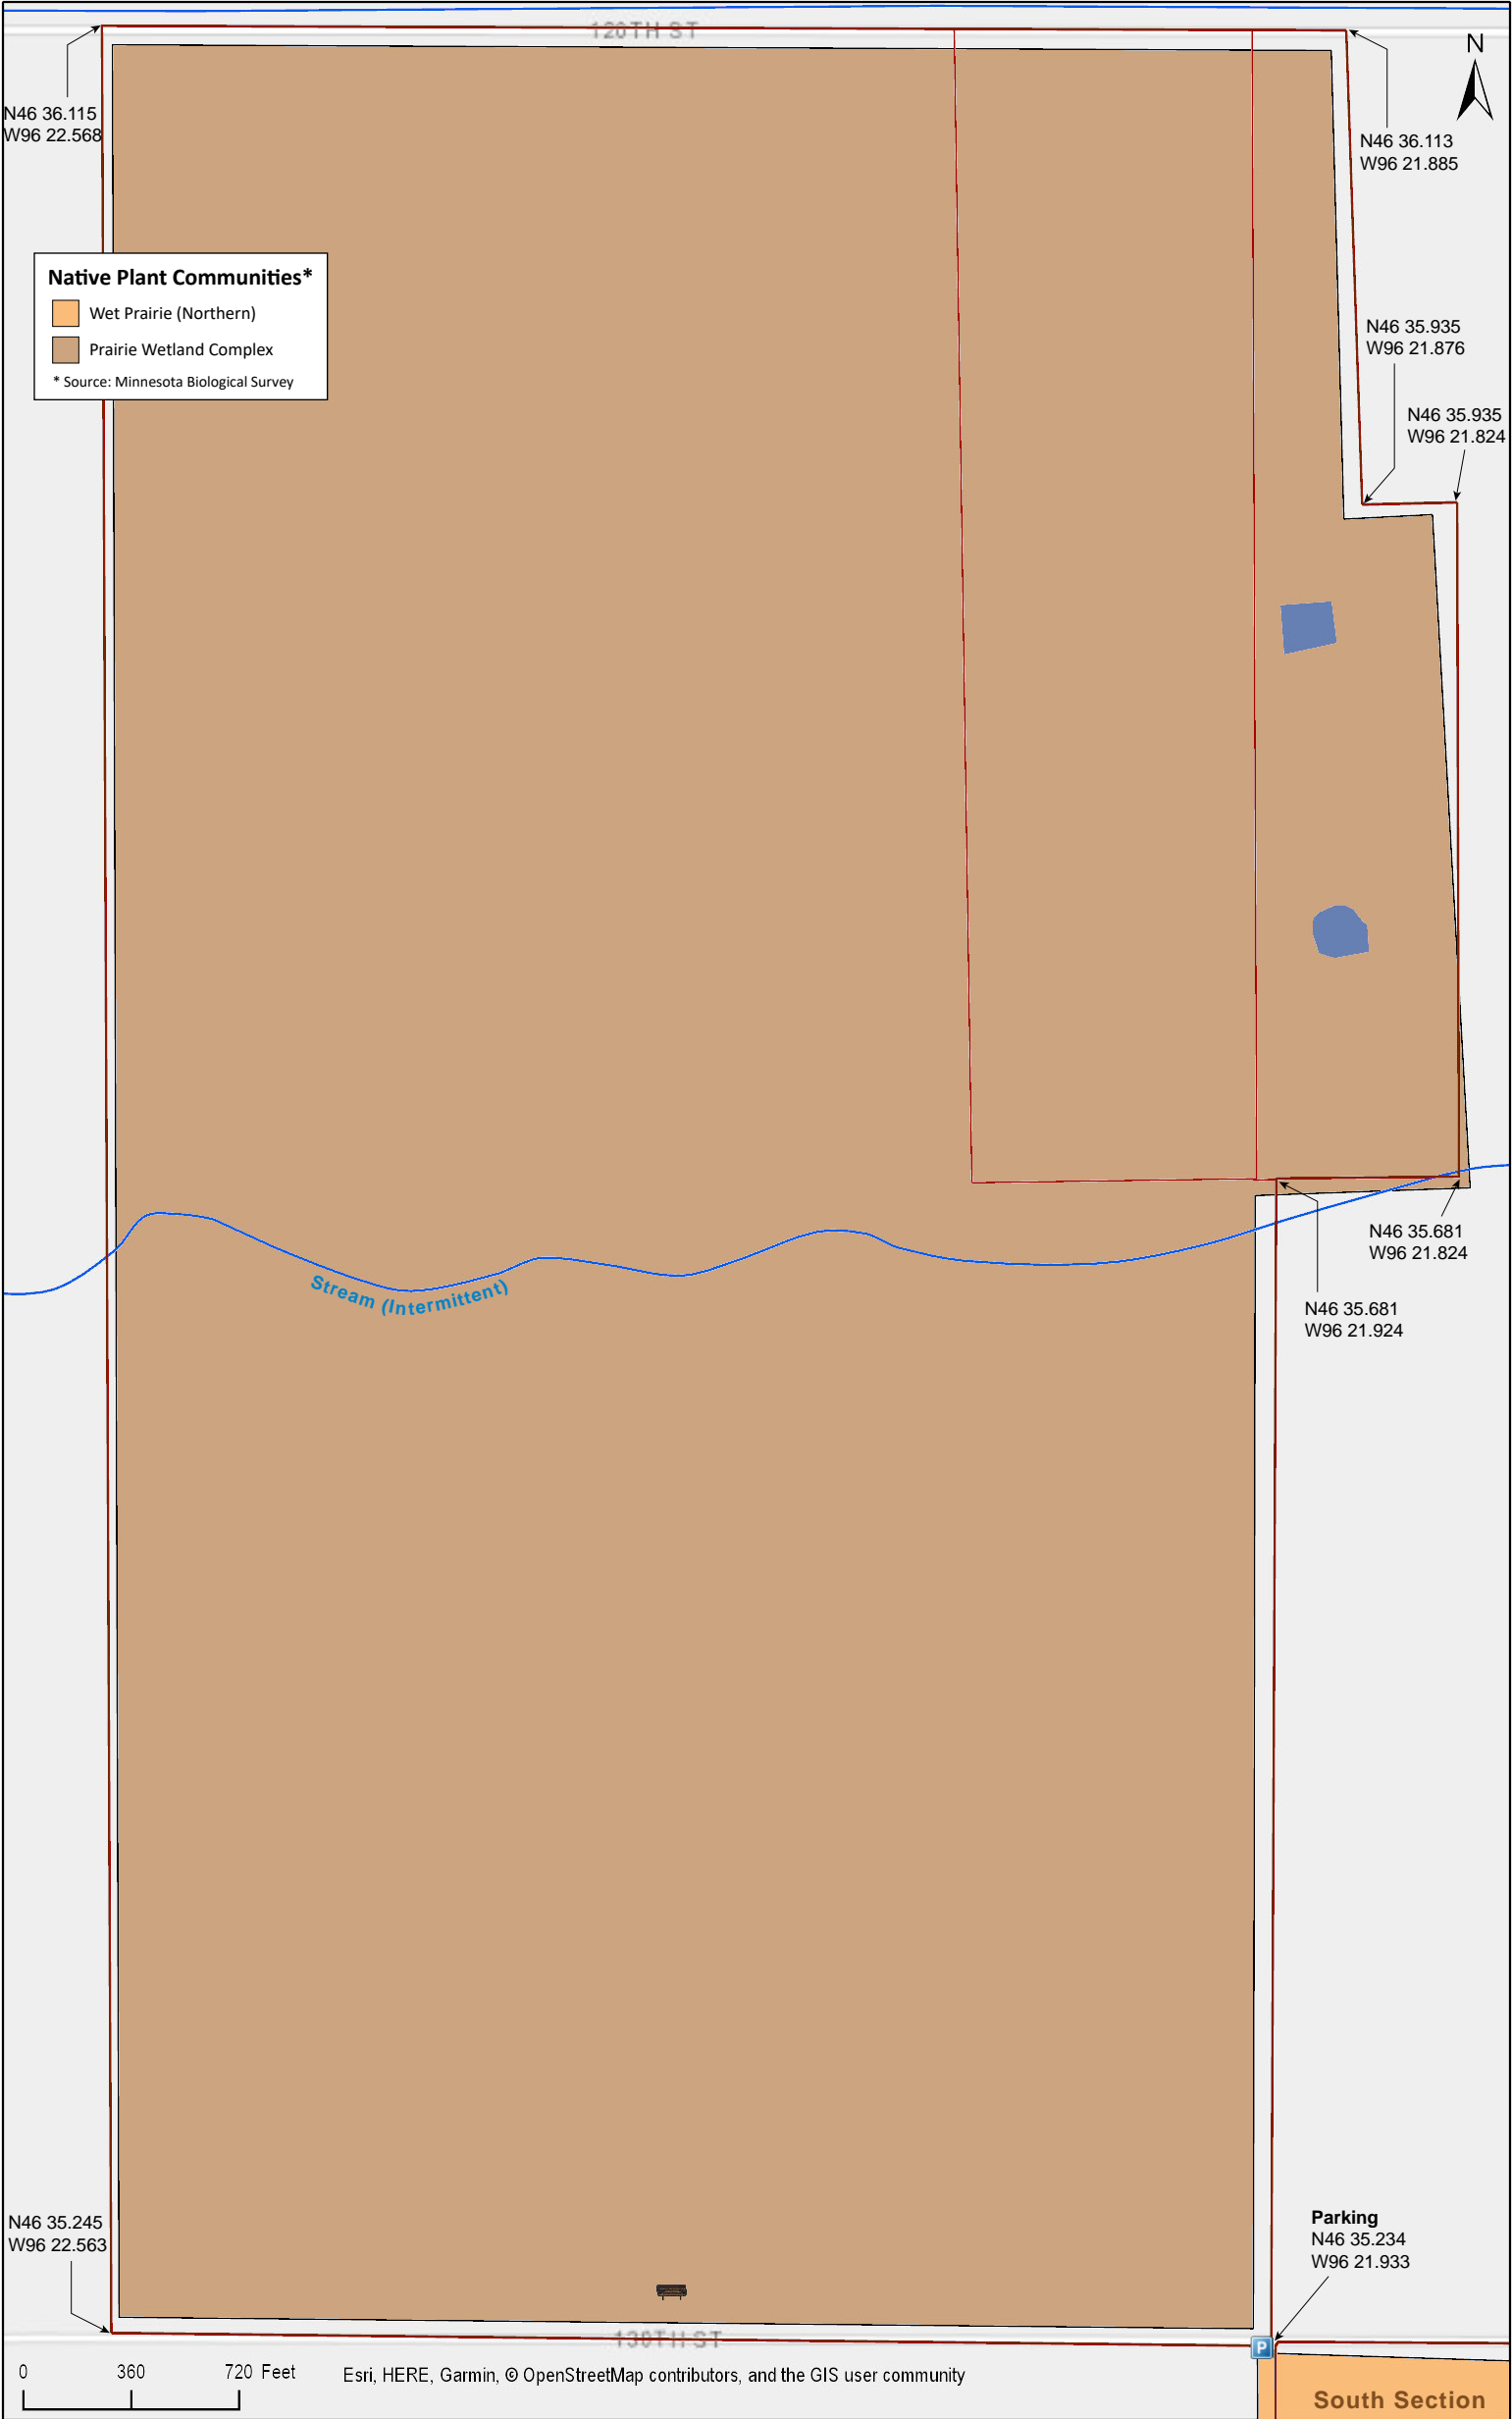 120TH ST
N
N46 36.115
W96 22.568
N46 36.113
W96 21.885
Native Plant Communities*
Wet Prairie (Northern)
Prairie Wetland Complex
* Source: Minnesota Biological Survey
N46 35.935
W96 21.876
N46 35.935
W96 21.824
Stream (Intermittent)
N46 35.681
W96 21.824
N46 35.681
W96 21.924
N46 35.245
W96 22.563
Parking
N46 35.234
W96 21.933
130TH ST
P
0 360 720 Feet
Esri, HERE, Garmin, © OpenStreetMap contributors, and the GIS user community
South Section